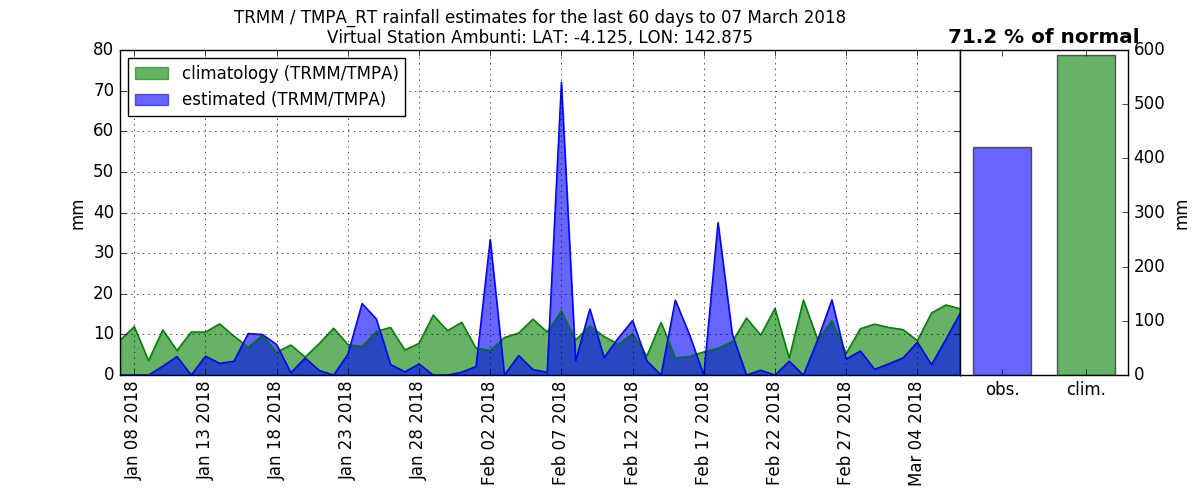 TRMM / TMPA_RT rainfall estimates for the last 60 days to 07 March 2018
Virtual Station Ambunti: LAT: -4.125, LON: 142.875
71.2 % of normal
climatology (TRMM/TMPA)
estimated (TRMM/TMPA)
80
70
60
50
40
30
20
10
0
mm
Jan 08 2018
Jan 13 2018
Jan 18 2018
Jan 23 2018
Jan 28 2018
Feb 02 2018
Feb 07 2018
Feb 12 2018
Feb 17 2018
Feb 22 2018
Feb 27 2018
Mar 04 2018
600
500
400
300
200
100
0
mm
obs.
clim.